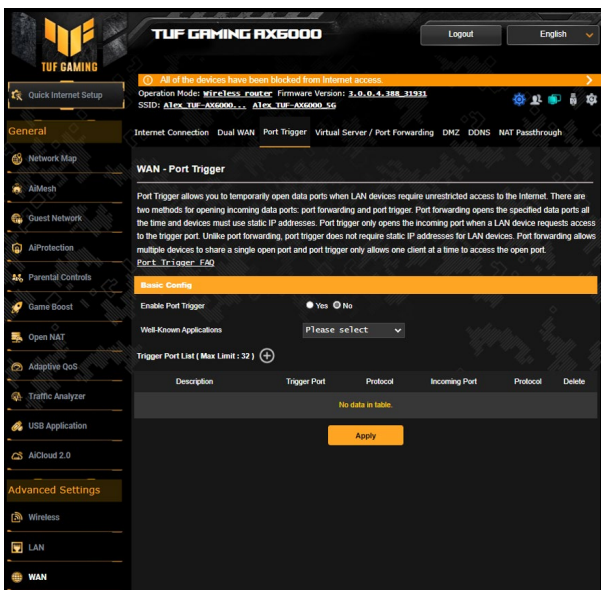 TUF GAMING
TUF GAMING AX6000
Logout
English
Quick Internet Setup
All of the devices have been blocked from Internet access.
Operation Mode: Wireless router Firmware Version: 3.0.0.4.388_31931
SSID: Alex_TUF-AX6000... Alex_TUF-AX6000_5G
General
Network Map
AiMesh
Guest Network
AiProtection
Parental Controls
Game Boost
Open NAT
Adaptive QoS
Traffic Analyzer
USB Application
AiCloud 2.0
Advanced Settings
Wireless
LAN
WAN
Internet Connection Dual WAN Port Trigger Virtual Server / Port Forwarding DMZ DDNS NAT Passthrough
WAN - Port Trigger
Port Trigger allows you to temporarily open data ports when LAN devices require unrestricted access to the Internet. There are
two methods for opening incoming data ports: port forwarding and port trigger. Port forwarding opens the specified data ports all
the time and devices must use static IP addresses. Port trigger only opens the incoming port when a LAN device requests access
to the trigger port. Unlike port forwarding, port trigger does not require static IP addresses for LAN devices. Port forwarding allows
multiple devices to share a single open port and port trigger only allows one client at a time to access the open port.
Port Trigger FAQ
Basic Config
Enable Port Trigger Yes No
Well-Known Applications Please select
Trigger Port List ( Max Limit : 32 )
Description Trigger Port Protocol Incoming Port Protocol Delete
No data in table.
Apply